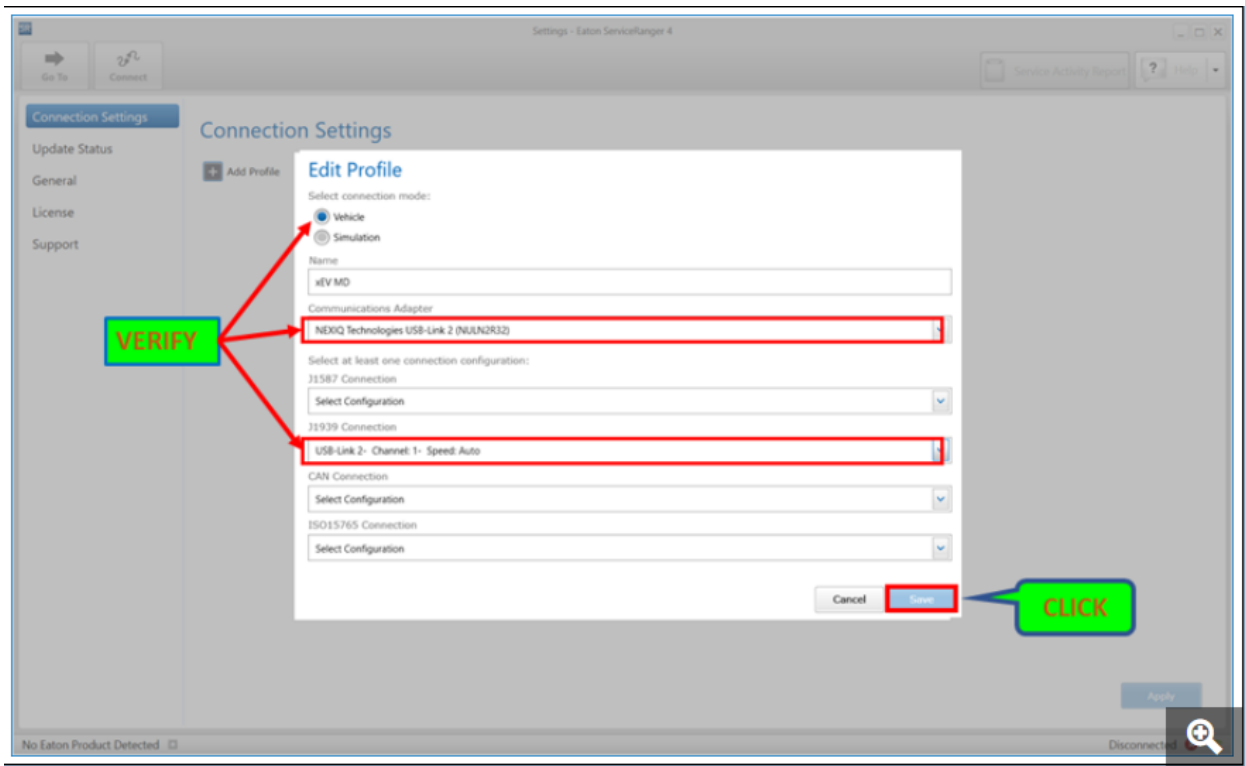 SR
Settings - Eaton ServiceRanger 4
Go To
Connect
Service Activity Report
? Help
Connection Settings
Update Status
General
License
Support
Connection Settings
+ Add Profile
Edit Profile
Select connection mode:
Vehicle
Simulation
Name
xEV MD
Communications Adapter
NEXIQ Technologies USB-Link 2 (NULN2R32)
VERIFY
Select at least one connection configuration:
J1587 Connection
Select Configuration
J1939 Connection
USB-Link 2- Channel: 1- Speed: Auto
CAN Connection
Select Configuration
ISO15765 Connection
Select Configuration
Cancel
Save
CLICK
Apply
No Eaton Product Detected
Disconnected